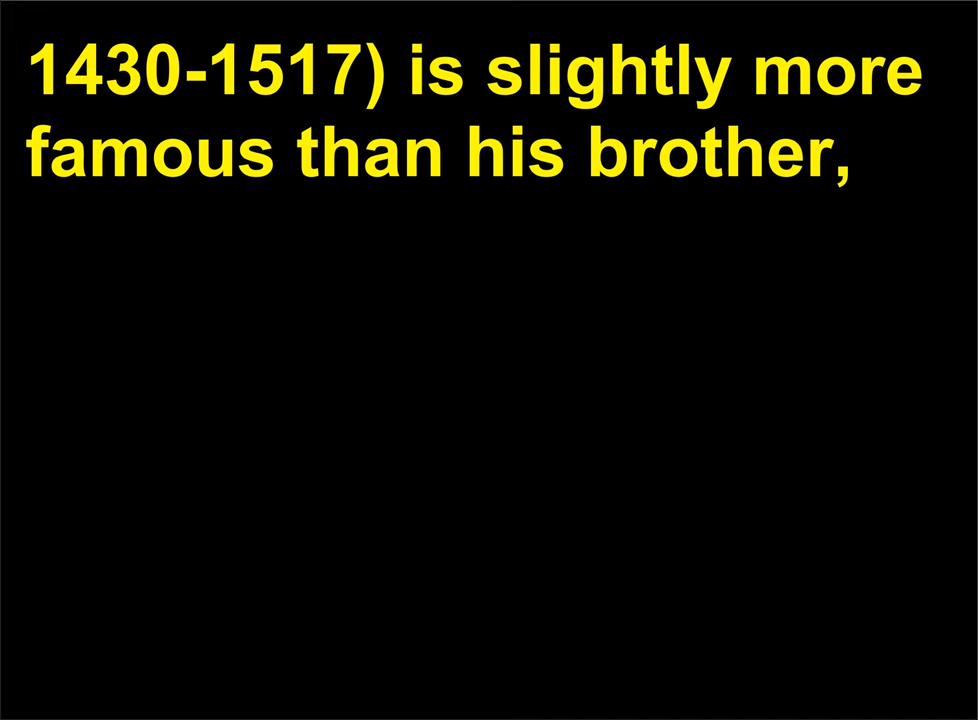 1430-1517) is slightly more
famous than his brother,